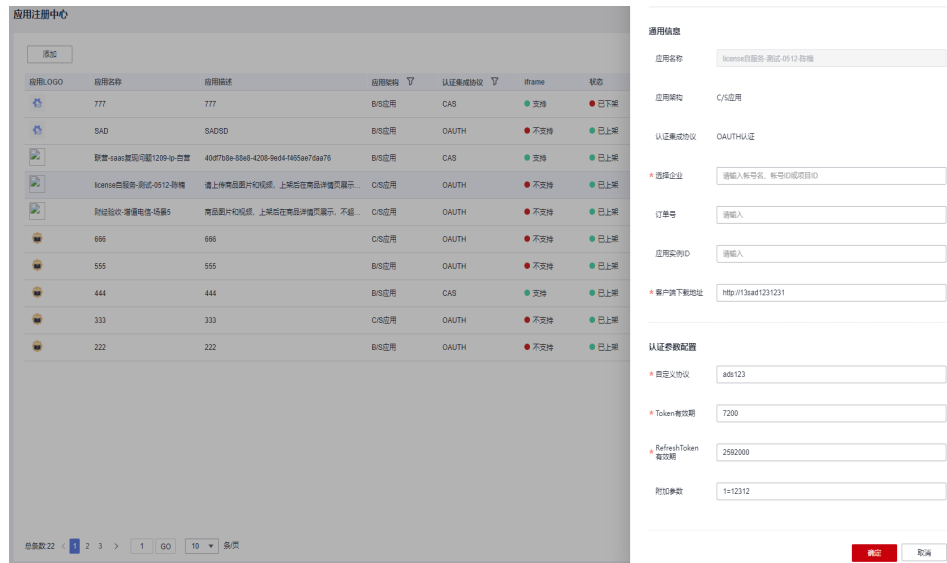 应用注册中心
添加
应用LOGO 应用名称 应用描述 应用架构 认证集成协议 iframe 状态
777 777 B/S应用 CAS 支持 已下架
SAD SADSD B/S应用 OAUTH 不支持 已上架
联营-saas复现问题1209-lp-自营 40df7b8e-88e8-4208-9ed4-f465ae7daa76 B/S应用 CAS 支持 已上架
license自服务-测试-0512-陈楠 请上传商品图片和视频，上架后在商品详情页展示... C/S应用 OAUTH 不支持 已上架
财经验收-增值电信-场景5 商品图片和视频，上架后在商品详情页展示，不超... C/S应用 OAUTH 不支持 已上架
666 666 C/S应用 OAUTH 不支持 已上架
555 555 B/S应用 OAUTH 不支持 已上架
444 444 B/S应用 CAS 支持 已上架
333 333 C/S应用 OAUTH 不支持 已上架
222 222 B/S应用 OAUTH 不支持 已上架
总条数:22 < 1 2 3 > 1 GO 10 条/页
通用信息
应用名称 license自服务-测试-0512-陈楠
应用架构 C/S应用
认证集成协议 OAUTH认证
* 选择企业 请输入帐号名、帐号ID或项目ID
订单号 请输入
应用实例ID 请输入
* 客户端下载地址 http://13sad1231231
认证参数配置
* 自定义协议 ads123
* Token有效期 7200
* RefreshToken
有效期 2592000
附加参数 1=12312
确定 取消